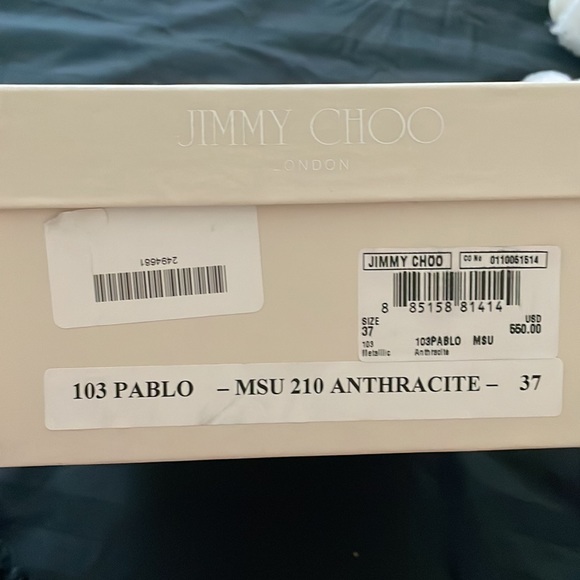 JIMMY CHOO
LONDON
2494681
JIMMY CHOO
CO No 0110051514
8 85158 81414
SIZE
37
USD
550.00
103 103PABLO MSU
Metallic Anthracite
103 PABLO – MSU 210 ANTHRACITE – 37